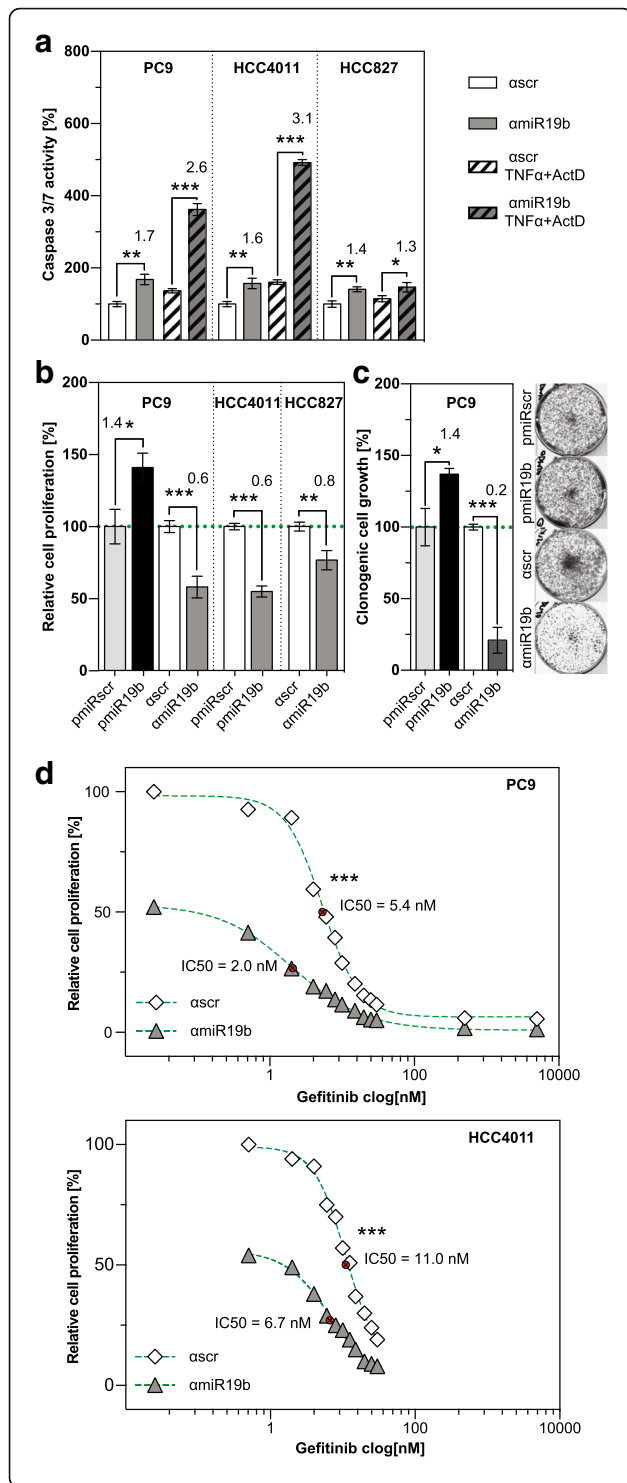 a
800
600
400
200
0
Caspase 3/7 activity [%]
PC9
HCC4011
HCC827
1.7
**
2.6
***
1.6
**
3.1
***
1.4
**
1.3
*
αscr
αmiR19b
αscr
TNFα+ActD
αmiR19b
TNFα+ActD
b
200
150
100
50
0
Relative cell proliferation [%]
PC9
HCC4011
HCC827
1.4
*
0.6
***
0.6
***
0.8
**
pmiRscr
pmiR19b
αscr
αmiR19b
pmiRscr
pmiR19b
αscr
αmiR19b
c
200
150
100
50
0
Clonogenic cell growth [%]
PC9
1.4
*
0.2
***
pmiRscr
pmiR19b
αscr
αmiR19b
pmiRscr
pmiR19b
αscr
αmiR19b
d
100
50
0
Relative cell proliferation [%]
PC9
***
IC50 = 5.4 nM
IC50 = 2.0 nM
αscr
αmiR19b
1
100
10000
Gefitinib clog[nM]
100
50
0
Relative cell proliferation [%]
HCC4011
***
IC50 = 11.0 nM
IC50 = 6.7 nM
αscr
αmiR19b
1
100
10000
Gefitinib clog[nM]